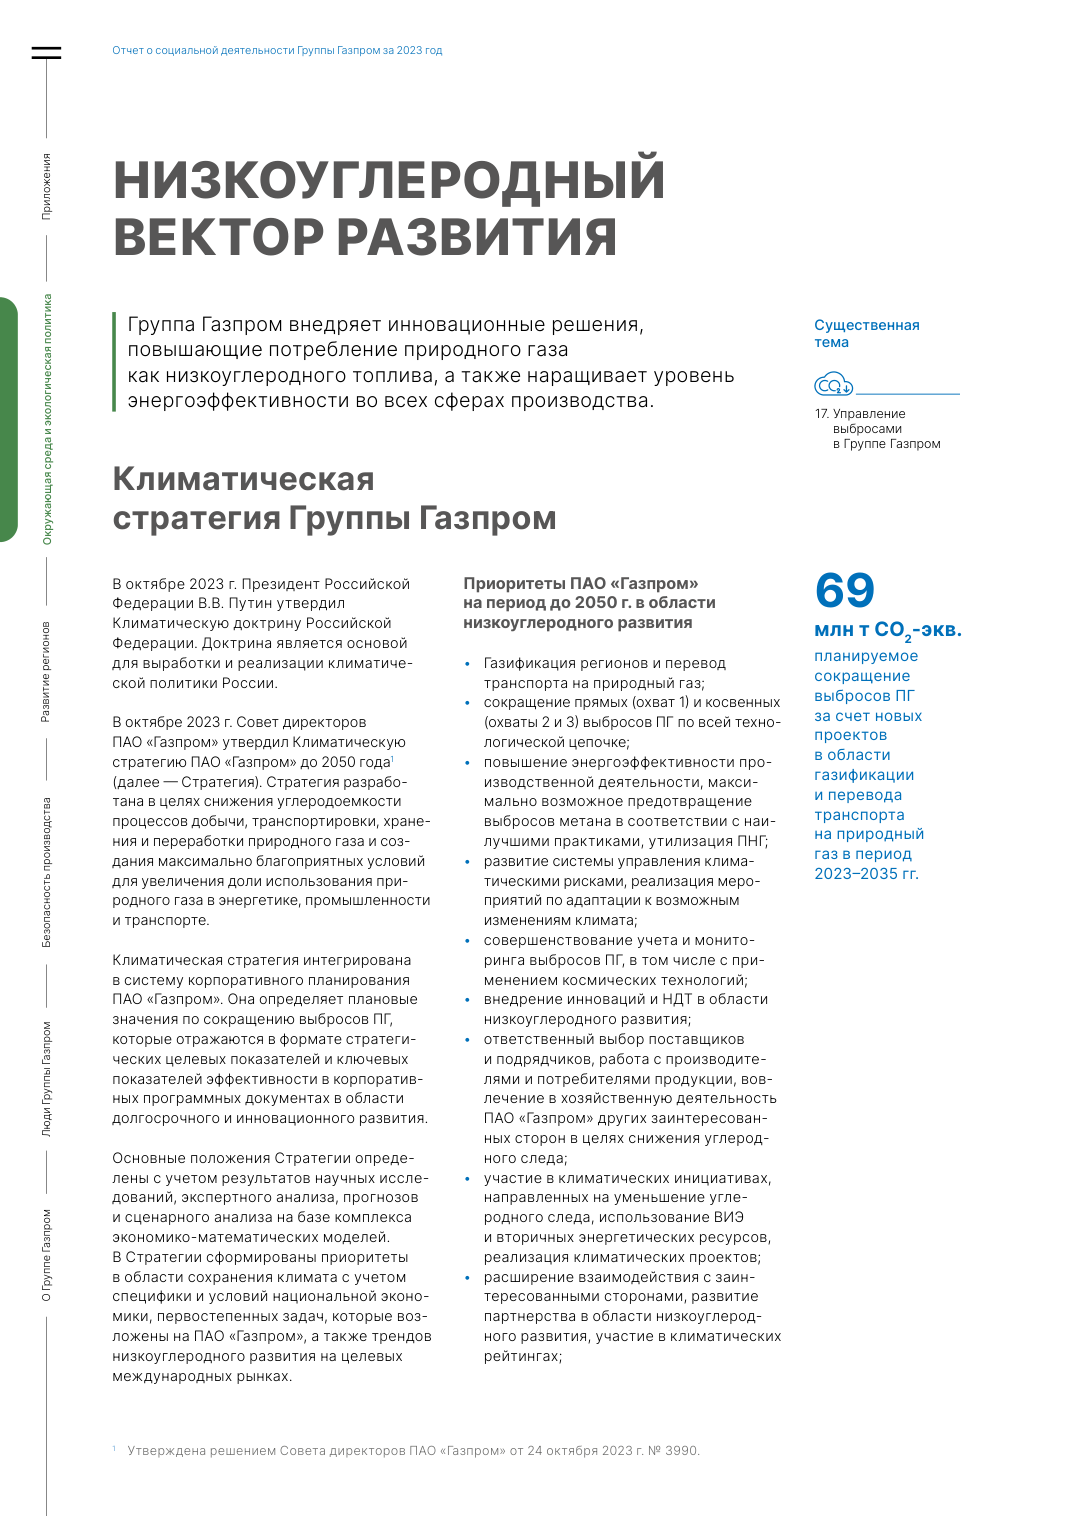 Отчет о социальной деятельности Группы Газпром за 2023 год
Приложения
Окружающая среда и экологическая политика
Развитие регионов
Безопасность производства
Люди Группы Газпром
О Группе Газпром
НИЗКОУГЛЕРОДНЫЙ
ВЕКТОР РАЗВИТИЯ
Группа Газпром внедряет инновационные решения,
повышающие потребление природного газа
как низкоуглеродного топлива, а также наращивает уровень
энергоэффективности во всех сферах производства.
Существенная
тема
CO2
17. Управление
выбросами
в Группе Газпром
Климатическая
стратегия Группы Газпром
В октябре 2023 г. Президент Российской
Федерации В.В. Путин утвердил
Климатическую доктрину Российской
Федерации. Доктрина является основой
для выработки и реализации климатиче-
ской политики России.
В октябре 2023 г. Совет директоров
ПАО «Газпром» утвердил Климатическую
стратегию ПАО «Газпром» до 2050 года¹
(далее — Стратегия). Стратегия разрабо-
тана в целях снижения углеродоемкости
процессов добычи, транспортировки, хране-
ния и переработки природного газа и соз-
дания максимально благоприятных условий
для увеличения доли использования при-
родного газа в энергетике, промышленности
и транспорте.
Климатическая стратегия интегрирована
в систему корпоративного планирования
ПАО «Газпром». Она определяет плановые
значения по сокращению выбросов ПГ,
которые отражаются в формате стратеги-
ческих целевых показателей и ключевых
показателей эффективности в корпоратив-
ных программных документах в области
долгосрочного и инновационного развития.
Основные положения Стратегии опреде-
лены с учетом результатов научных иссле-
дований, экспертного анализа, прогнозов
и сценарного анализа на базе комплекса
экономико-математических моделей.
В Стратегии сформированы приоритеты
в области сохранения климата с учетом
специфики и условий национальной эконо-
мики, первостепенных задач, которые воз-
ложены на ПАО «Газпром», а также трендов
низкоуглеродного развития на целевых
международных рынках.
Приоритеты ПАО «Газпром»
на период до 2050 г. в области
низкоуглеродного развития
• Газификация регионов и перевод
транспорта на природный газ;
• сокращение прямых (охват 1) и косвенных
(охваты 2 и 3) выбросов ПГ по всей техно-
логической цепочке;
• повышение энергоэффективности про-
изводственной деятельности, макси-
мально возможное предотвращение
выбросов метана в соответствии с наи-
лучшими практиками, утилизация ПНГ;
• развитие системы управления клима-
тическими рисками, реализация меро-
приятий по адаптации к возможным
изменениям климата;
• совершенствование учета и монито-
ринга выбросов ПГ, в том числе с при-
менением космических технологий;
• внедрение инноваций и НДТ в области
низкоуглеродного развития;
• ответственный выбор поставщиков
и подрядчиков, работа с производите-
лями и потребителями продукции, вов-
лечение в хозяйственную деятельность
ПАО «Газпром» других заинтересован-
ных сторон в целях снижения углерод-
ного следа;
• участие в климатических инициативах,
направленных на уменьшение угле-
родного следа, использование ВИЭ
и вторичных энергетических ресурсов,
реализация климатических проектов;
• расширение взаимодействия с заин-
тересованными сторонами, развитие
партнерства в области низкоуглерод-
ного развития, участие в климатических
рейтингах;
69
млн т CO₂-экв.
планируемое
сокращение
выбросов ПГ
за счет новых
проектов
в области
газификации
и перевода
транспорта
на природный
газ в период
2023–2035 гг.
¹ Утверждена решением Совета директоров ПАО «Газпром» от 24 октября 2023 г. № 3990.